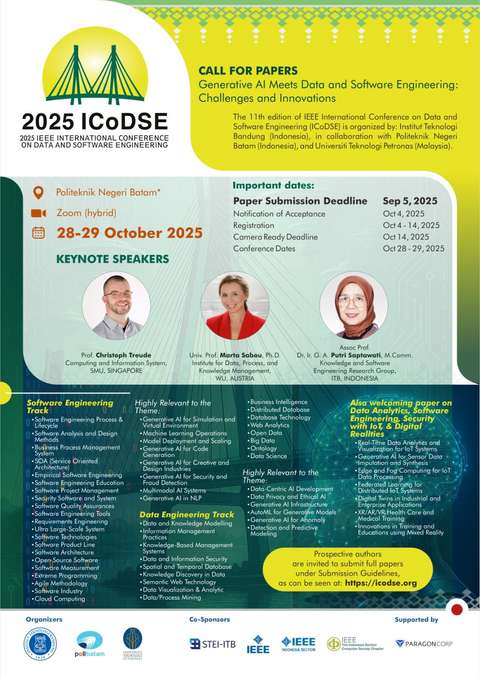 CALL FOR PAPERS
Generative AI Meets Data and Software Engineering:
Challenges and Innovations
2025 ICoDSE
2025 IEEE INTERNATIONAL CONFERENCE
ON DATA AND SOFTWARE ENGINEERING
The 11th edition of IEEE International Conference on Data and
Software Engineering (ICoDSE) is organized by: Institut Teknologi
Bandung (Indonesia), in collaboration with Politeknik Negeri
Batam (Indonesia), and Universiti Teknologi Petronas (Malaysia).
Politeknik Negeri Batam*
Zoom (hybrid)
28-29 October 2025
Important dates:
Paper Submission Deadline Sep 5, 2025
Notification of Acceptance Oct 4, 2025
Registration Oct 4 - 14, 2025
Camera Ready Deadline Oct 14, 2025
Conference Dates Oct 28 - 29, 2025
KEYNOTE SPEAKERS
Prof. Christoph Treude
Computing and Information System,
SMU, SINGAPORE
Univ. Prof. Marta Sabou, Ph.D.
Institute for Data, Process, and
Knowledge Management,
WU, AUSTRIA
Assoc Prof.
Dr. Ir. G. A. Putri Saptawati, M.Comm.
Knowledge and Software
Engineering Research Group,
ITB, INDONESIA
Software Engineering
Track
•Software Engineering Process &
Lifecycle
•Software Analysis and Design
Methods
•Business Process Management
System
•SOA (Service Oriented
Architecture)
•Empirical Software Engineering
•Software Engineering Education
•Software Project Management
•Security Software and System
•Software Quality Assurances
•Software Engineering Tools
•Requirements Engineering
•Ultra Large-Scale System
•Software Technologies
•Software Product Line
•Software Architecture
•Open Source Software
•Software Measurement
•Extreme Programming
•Agile Methodology
•Software Industry
•Cloud Computing
Highly Relevant to the
Theme:
•Generative AI for Simulation and
Virtual Environment
•Machine Learning Operations
•Model Deployment and Scaling
•Generative AI for Code
Generation
•Generative AI for Creative and
Design Industries
•Generative AI for Security and
Fraud Detection
•Multimodal AI Systems
•Generative AI in NLP
Data Engineering Track
•Data and Knowledge Modelling
•Information Management
Practices
•Knowledge-Based Management
Systems
•Data and Information Security
•Spatial and Temporal Database
•Knowledge Discovery in Data
•Semantic Web Technology
•Data Visualization & Analytic
•Data/Process Mining
•Business Intelligence
•Distributed Database
•Database Technology
•Web Analytics
•Open Data
•Big Data
•Ontology
•Data Science
Highly Relevant to the
Theme:
•Data-Centric AI Development
•Data Privacy and Ethical AI
•Generative AI Infrastructure
•AutoML for Generative Models
•Generative AI for Anomaly
Detection and Predictive
Modeling
Also welcoming paper on
Data Analytics, Software
Engineering, Security
with IoT, & Digital
Realities
•Real-Time Data Analytics and
Visualization for IoT Systems
•Generative AI for Sensor Data
Imputation and Synthesis
•Edge and Fog Computing for IoT
Data Processing
•Federated Learning for
Distributed IoT Systems
•Digital Twins in Industrial and
Enterprise Applications
•XR/AR/VR Health Care and
Medical Training
•Innovations in Training and
Educations using Mixed Reality
Prospective authors
are invited to submit full papers
under Submission Guidelines,
as can be seen at: https://icodse.org
Organizers
Co-Sponsors
Supported by
polibatam
STEI-ITB
IEEE
IEEE
INDONESIA SECTION
IEEE
PARAGONCORP